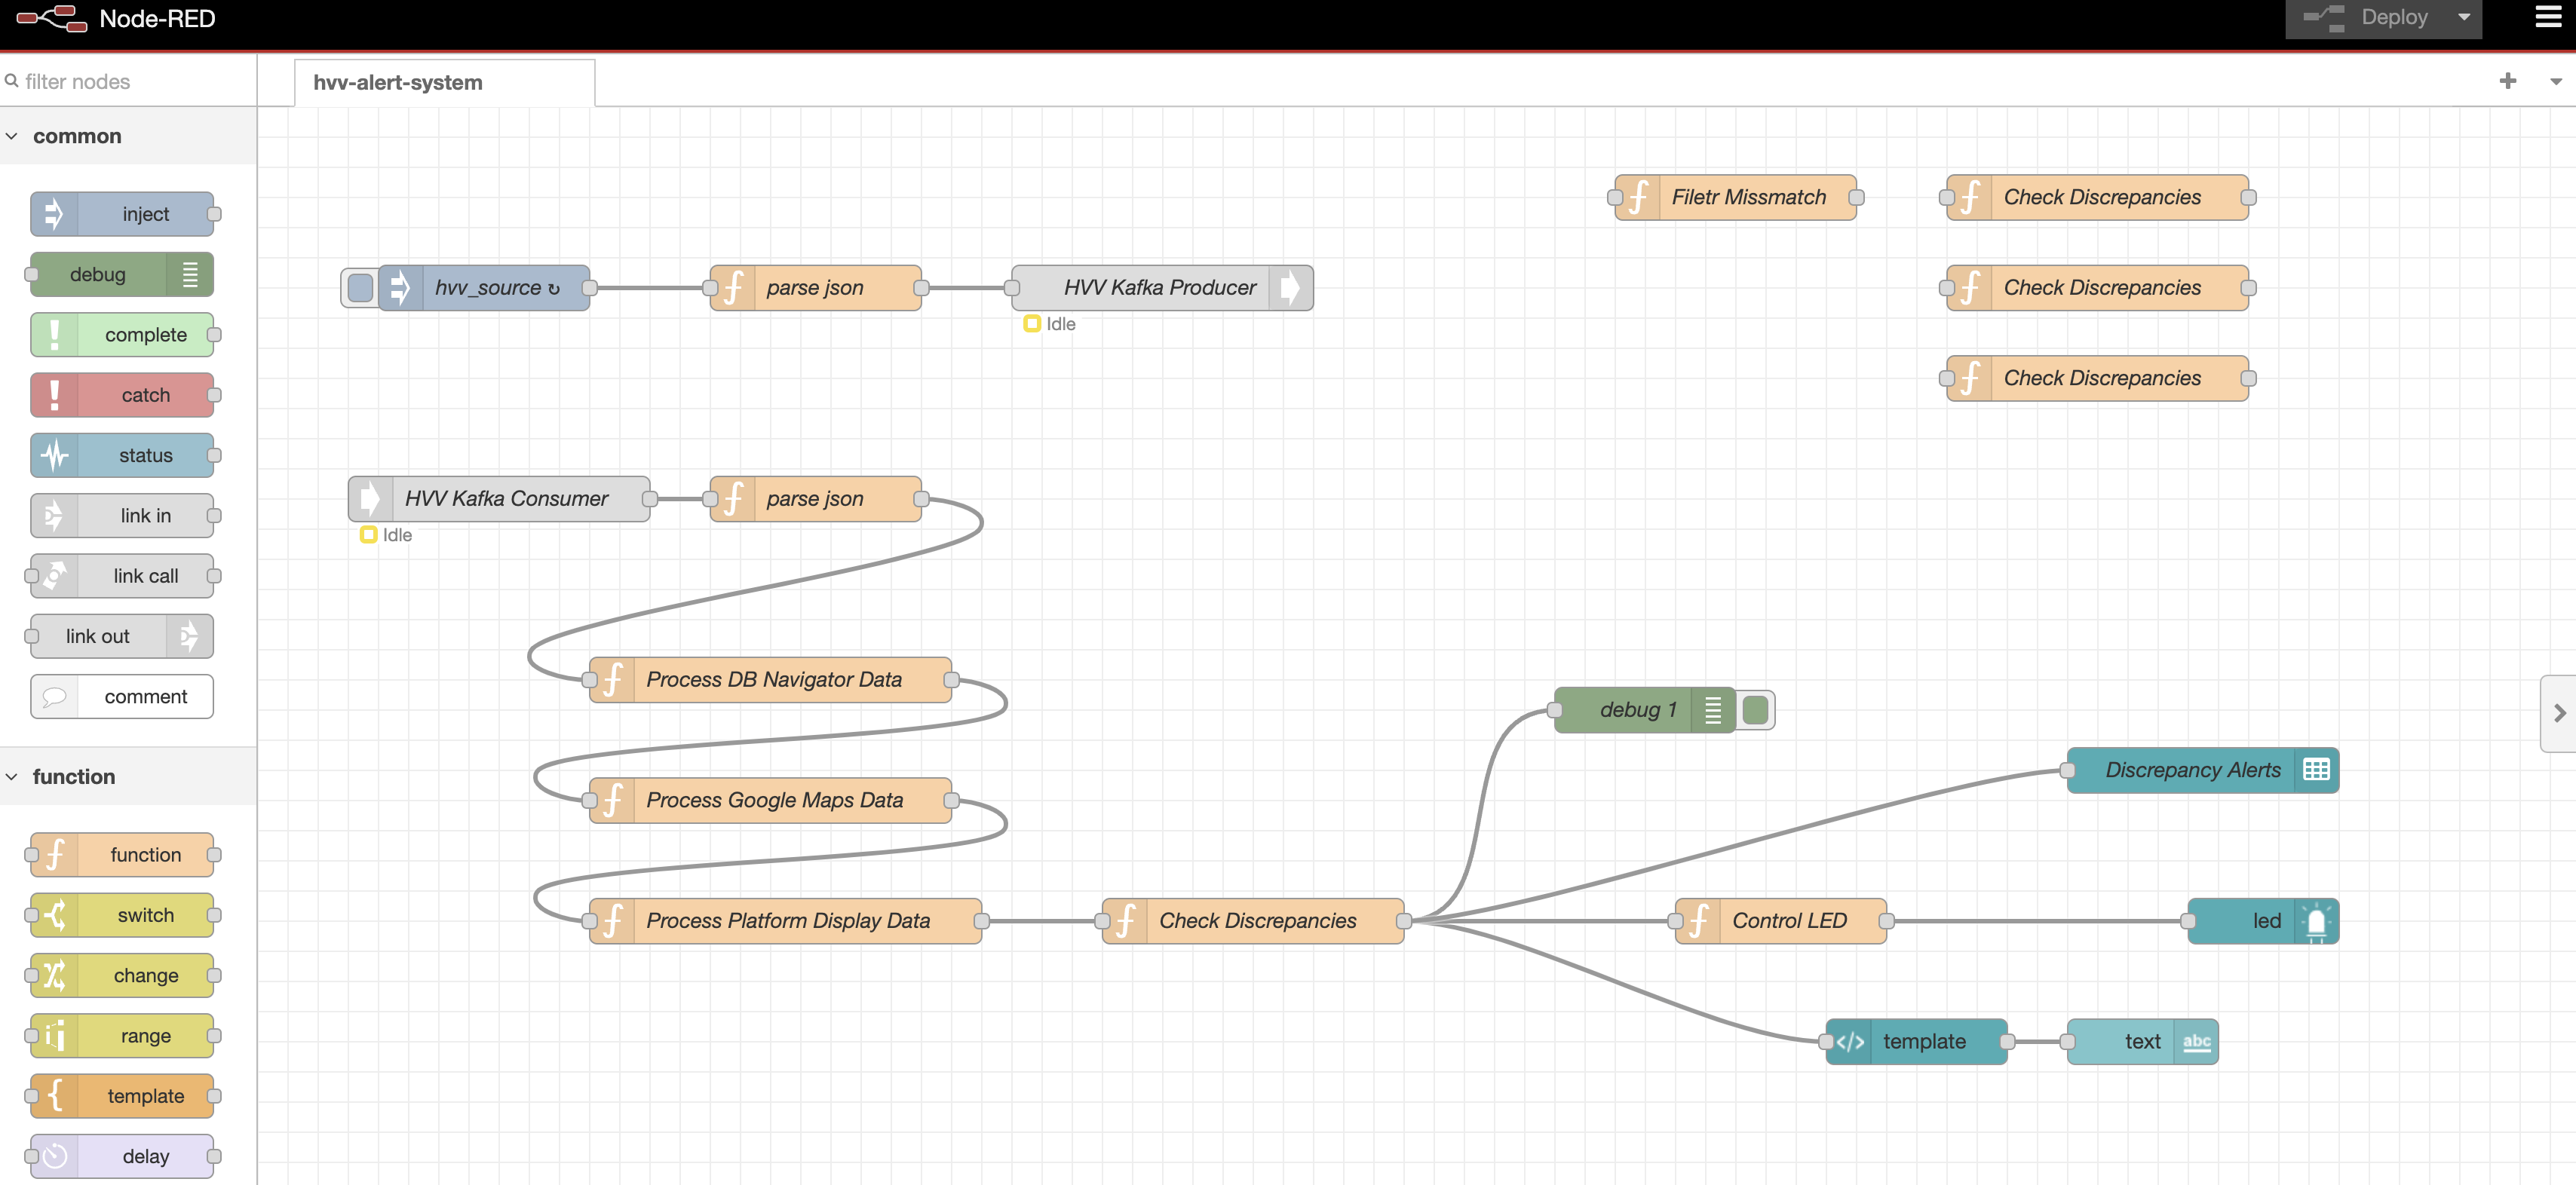 Node-RED
Deploy
filter nodes
hvv-alert-system
common
inject
debug
complete
catch
status
link in
link call
link out
comment
function
function
switch
change
range
template
delay
Filetr Missmatch
Check Discrepancies
hvv_source ↻
parse json
HVV Kafka Producer
Check Discrepancies
Idle
Check Discrepancies
HVV Kafka Consumer
parse json
Idle
Process DB Navigator Data
debug 1
Discrepancy Alerts
Process Google Maps Data
Process Platform Display Data
Check Discrepancies
Control LED
led
template
text
abc